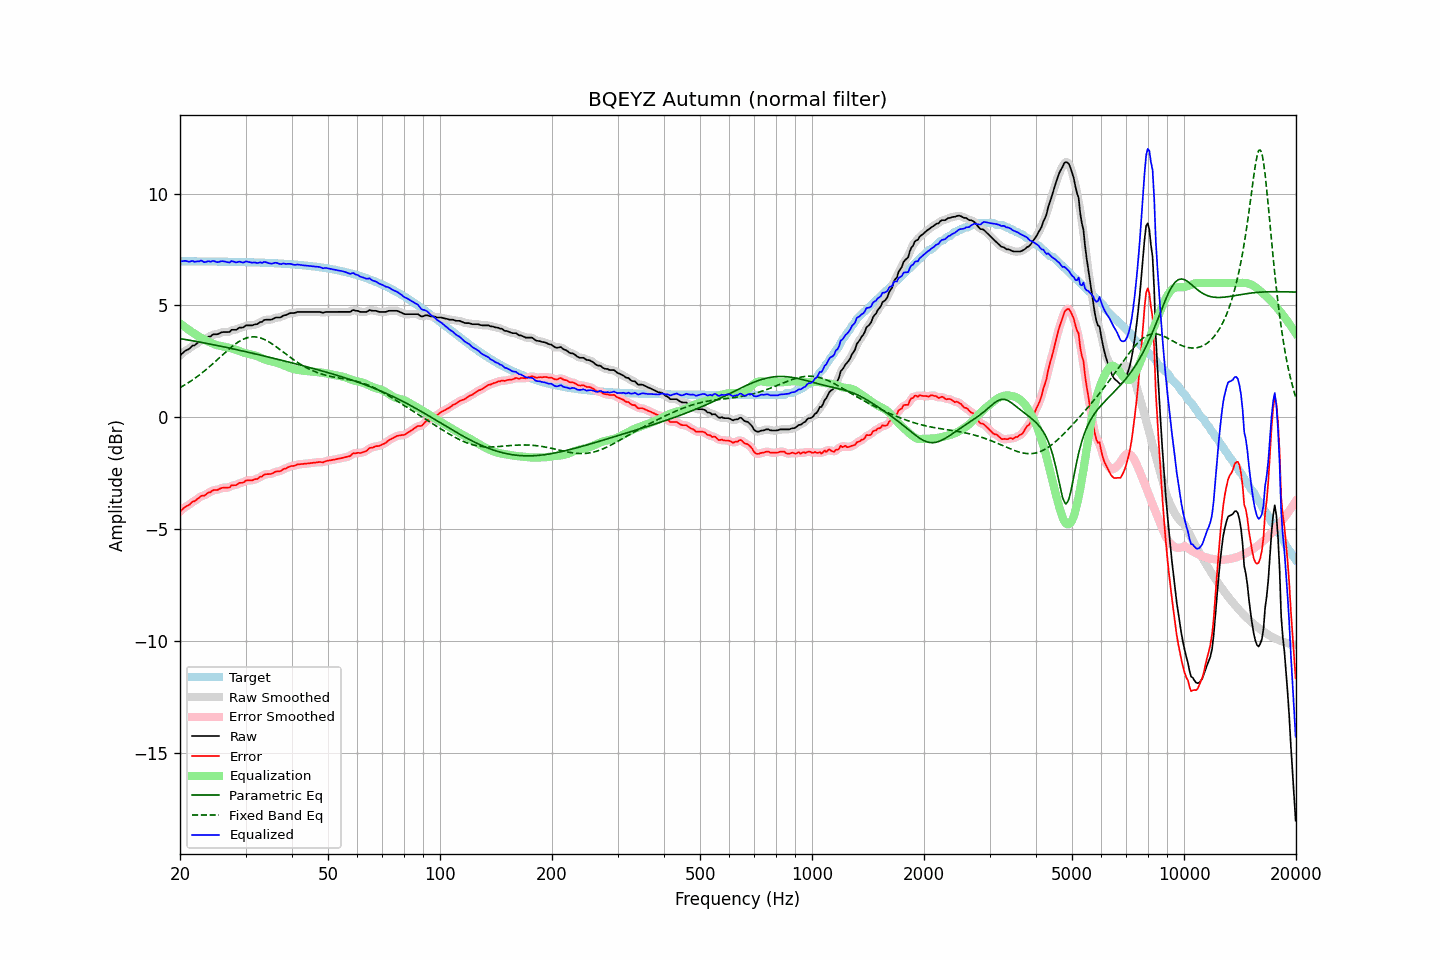 BQEYZ Autumn (normal filter)
Amplitude (dBr)
10
5
0
−5
−10
−15
Target
Raw Smoothed
Error Smoothed
Raw
Error
Equalization
Parametric Eq
Fixed Band Eq
Equalized
20 50 100 200 500 1000 2000 5000 10000 20000
Frequency (Hz)